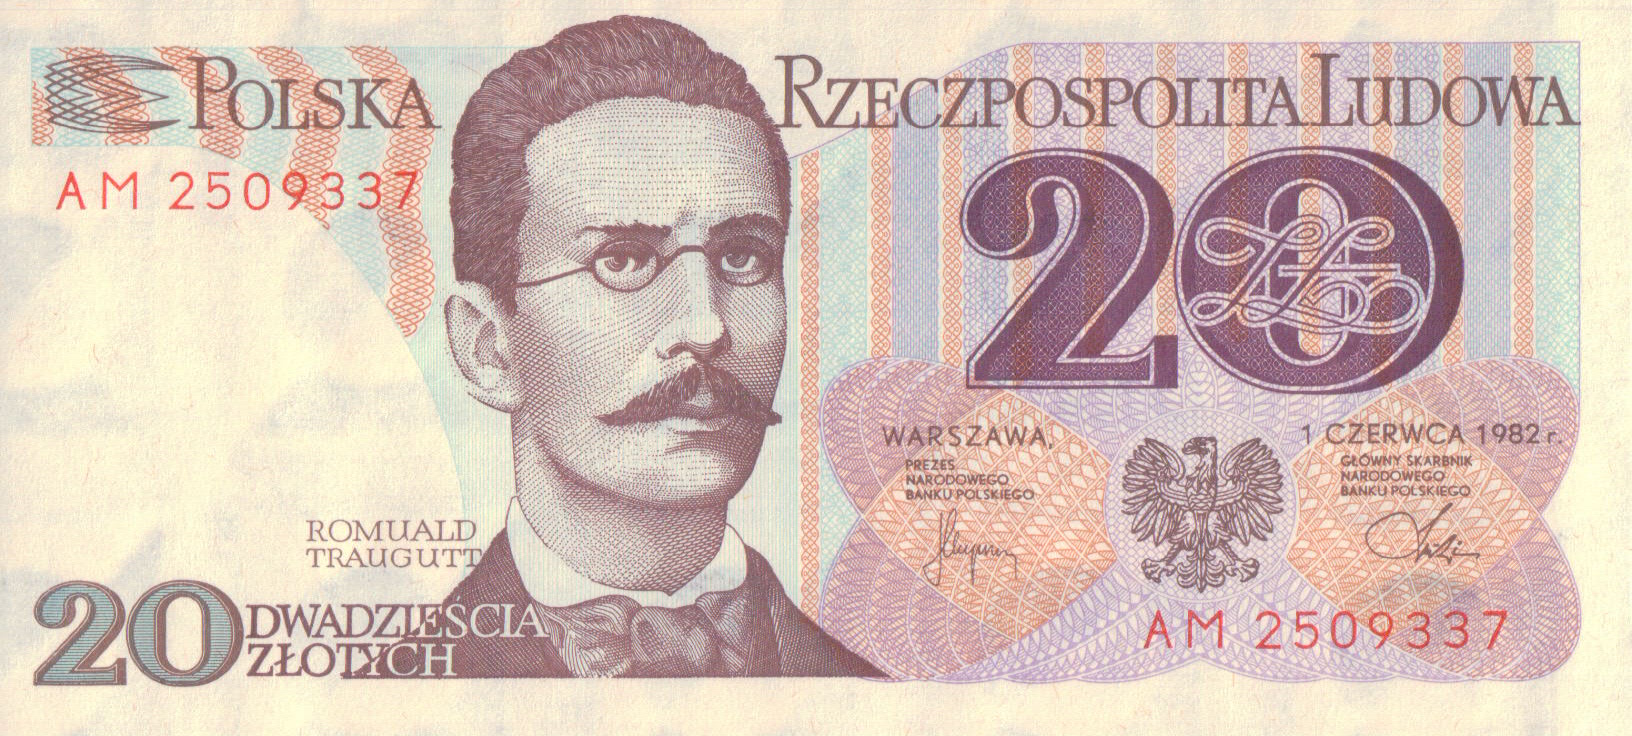 POLSKA RZECZPOSPOLITA LUDOWA
AM 2509337
20 ZŁ
WARSZAWA, 1 CZERWCA 1982 r.
PREZES
NARODOWEGO
BANKU POLSKIEGO
GŁÓWNY SKARBNIK
NARODOWEGO
BANKU POLSKIEGO
ROMUALD
TRAUGUTT
20 DWADZIEŚCIA
ZŁOTYCH
AM 2509337